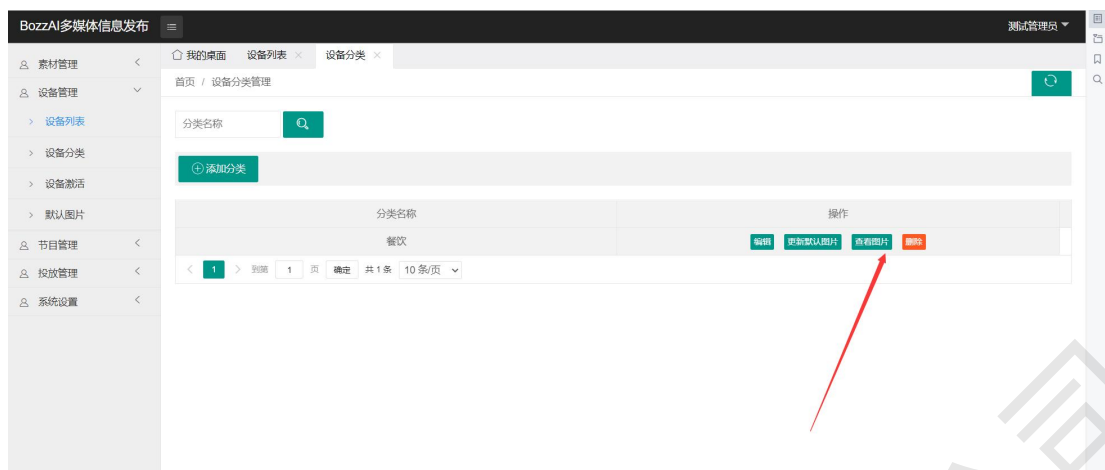 BozzAI多媒体信息发布 测试管理员
素材管理
设备管理
设备列表
设备分类
设备激活
默认图片
节目管理
投放管理
系统设置
我的桌面 设备列表 设备分类
首页 / 设备分类管理
分类名称
添加分类
分类名称 操作
餐饮 编辑 更新默认图片 查看图片 删除
1 到第 1 页 确定 共1条 10条/页